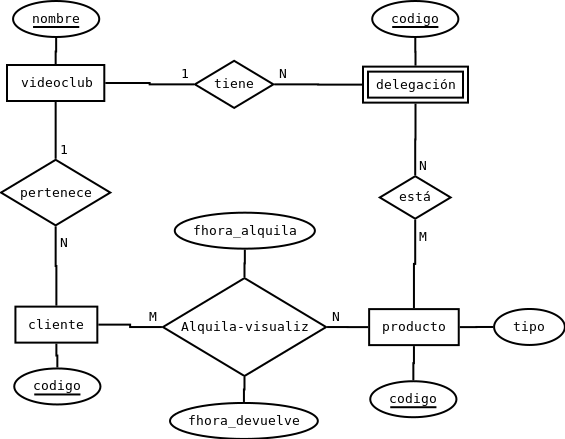 nombre
codigo
videoclub
1
tiene
N
delegación
1
N
pertenece
está
N
M
fhora_alquila
cliente
M
Alquila-visualiz
N
producto
tipo
codigo
codigo
fhora_devuelve